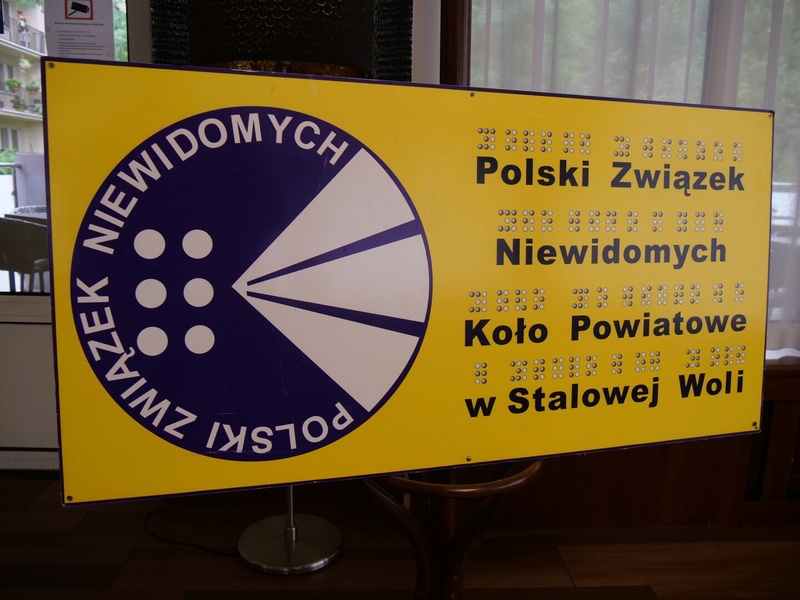 POLSKI ZWIĄZEK NIEWIDOMYCH
Polski Związek
Niewidomych
Koło Powiatowe
w Stalowej Woli